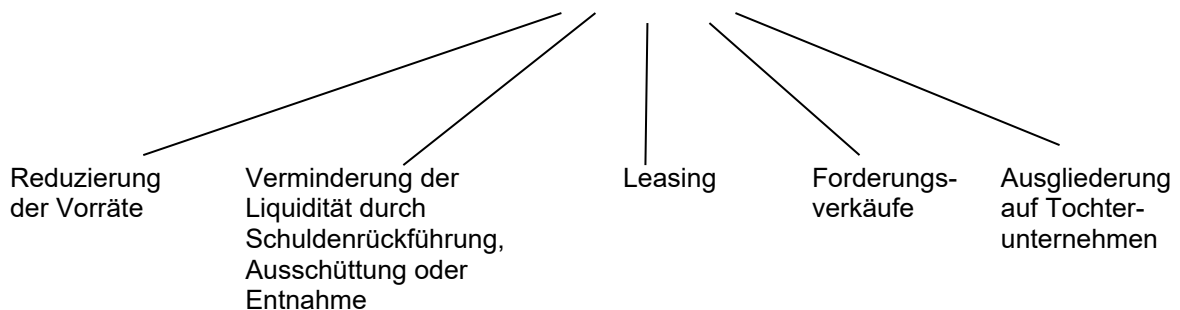 Reduzierung
der Vorräte
Verminderung der
Liquidität durch
Schuldenrückführung,
Ausschüttung oder
Entnahme
Leasing
Forderungs-
verkäufe
Ausgliederung
auf Tochter-
unternehmen